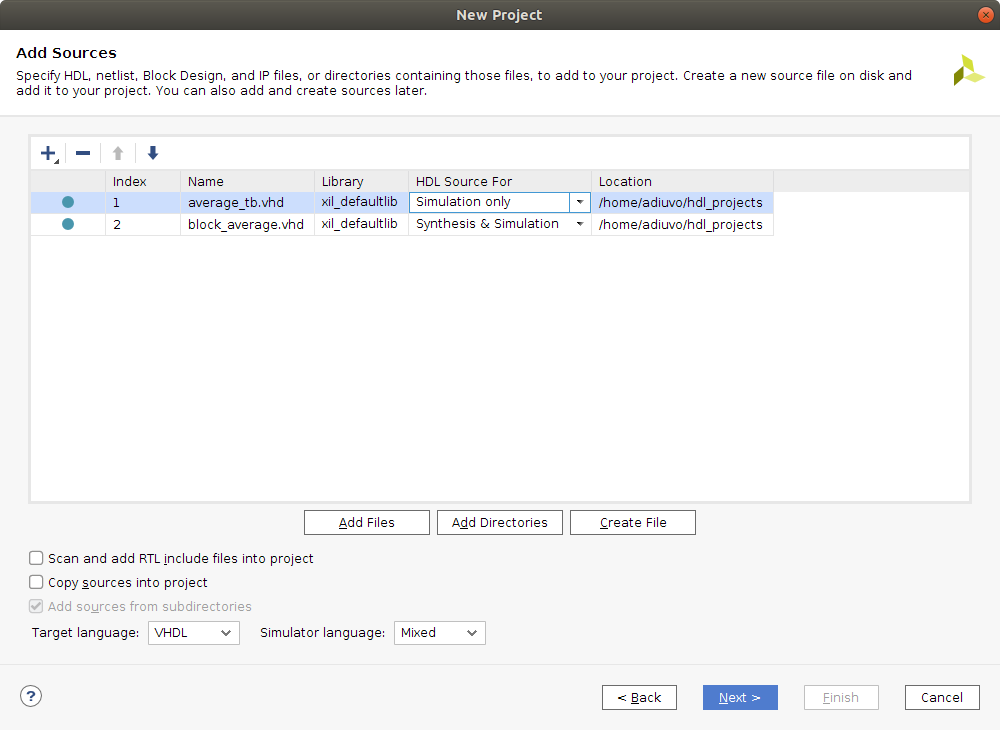 New Project
Add Sources
Specify HDL, netlist, Block Design, and IP files, or directories containing those files, to add to your project. Create a new source file on disk and
add it to your project. You can also add and create sources later.
Index Name Library HDL Source For Location
1 average_tb.vhd xil_defaultlib Simulation only /home/adiuvo/hdl_projects
2 block_average.vhd xil_defaultlib Synthesis & Simulation /home/adiuvo/hdl_projects
Add Files Add Directories Create File
Scan and add RTL include files into project
Copy sources into project
Add sources from subdirectories
Target language: VHDL Simulator language: Mixed
? < Back Next > Finish Cancel